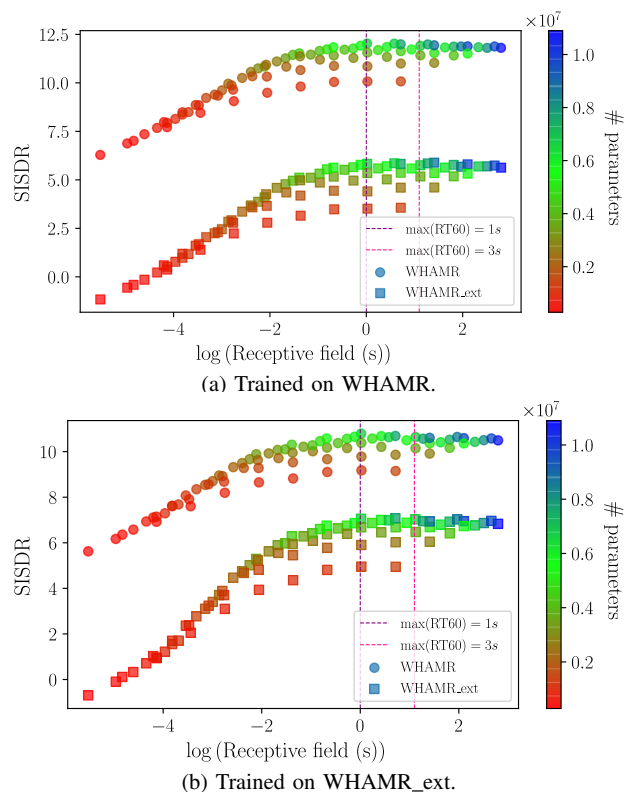 ×10⁷
12.5
10.0
7.5
5.0
2.5
0.0
SISDR
−4
−2
0
2
log (Receptive field (s))
max(RT60) = 1s
max(RT60) = 3s
WHAMR
WHAMR_ext
1.0
0.8
0.6
0.4
0.2
# parameters
(a) Trained on WHAMR.
×10⁷
10
8
6
4
2
0
SISDR
−4
−2
0
2
log (Receptive field (s))
max(RT60) = 1s
max(RT60) = 3s
WHAMR
WHAMR_ext
1.0
0.8
0.6
0.4
0.2
# parameters
(b) Trained on WHAMR_ext.